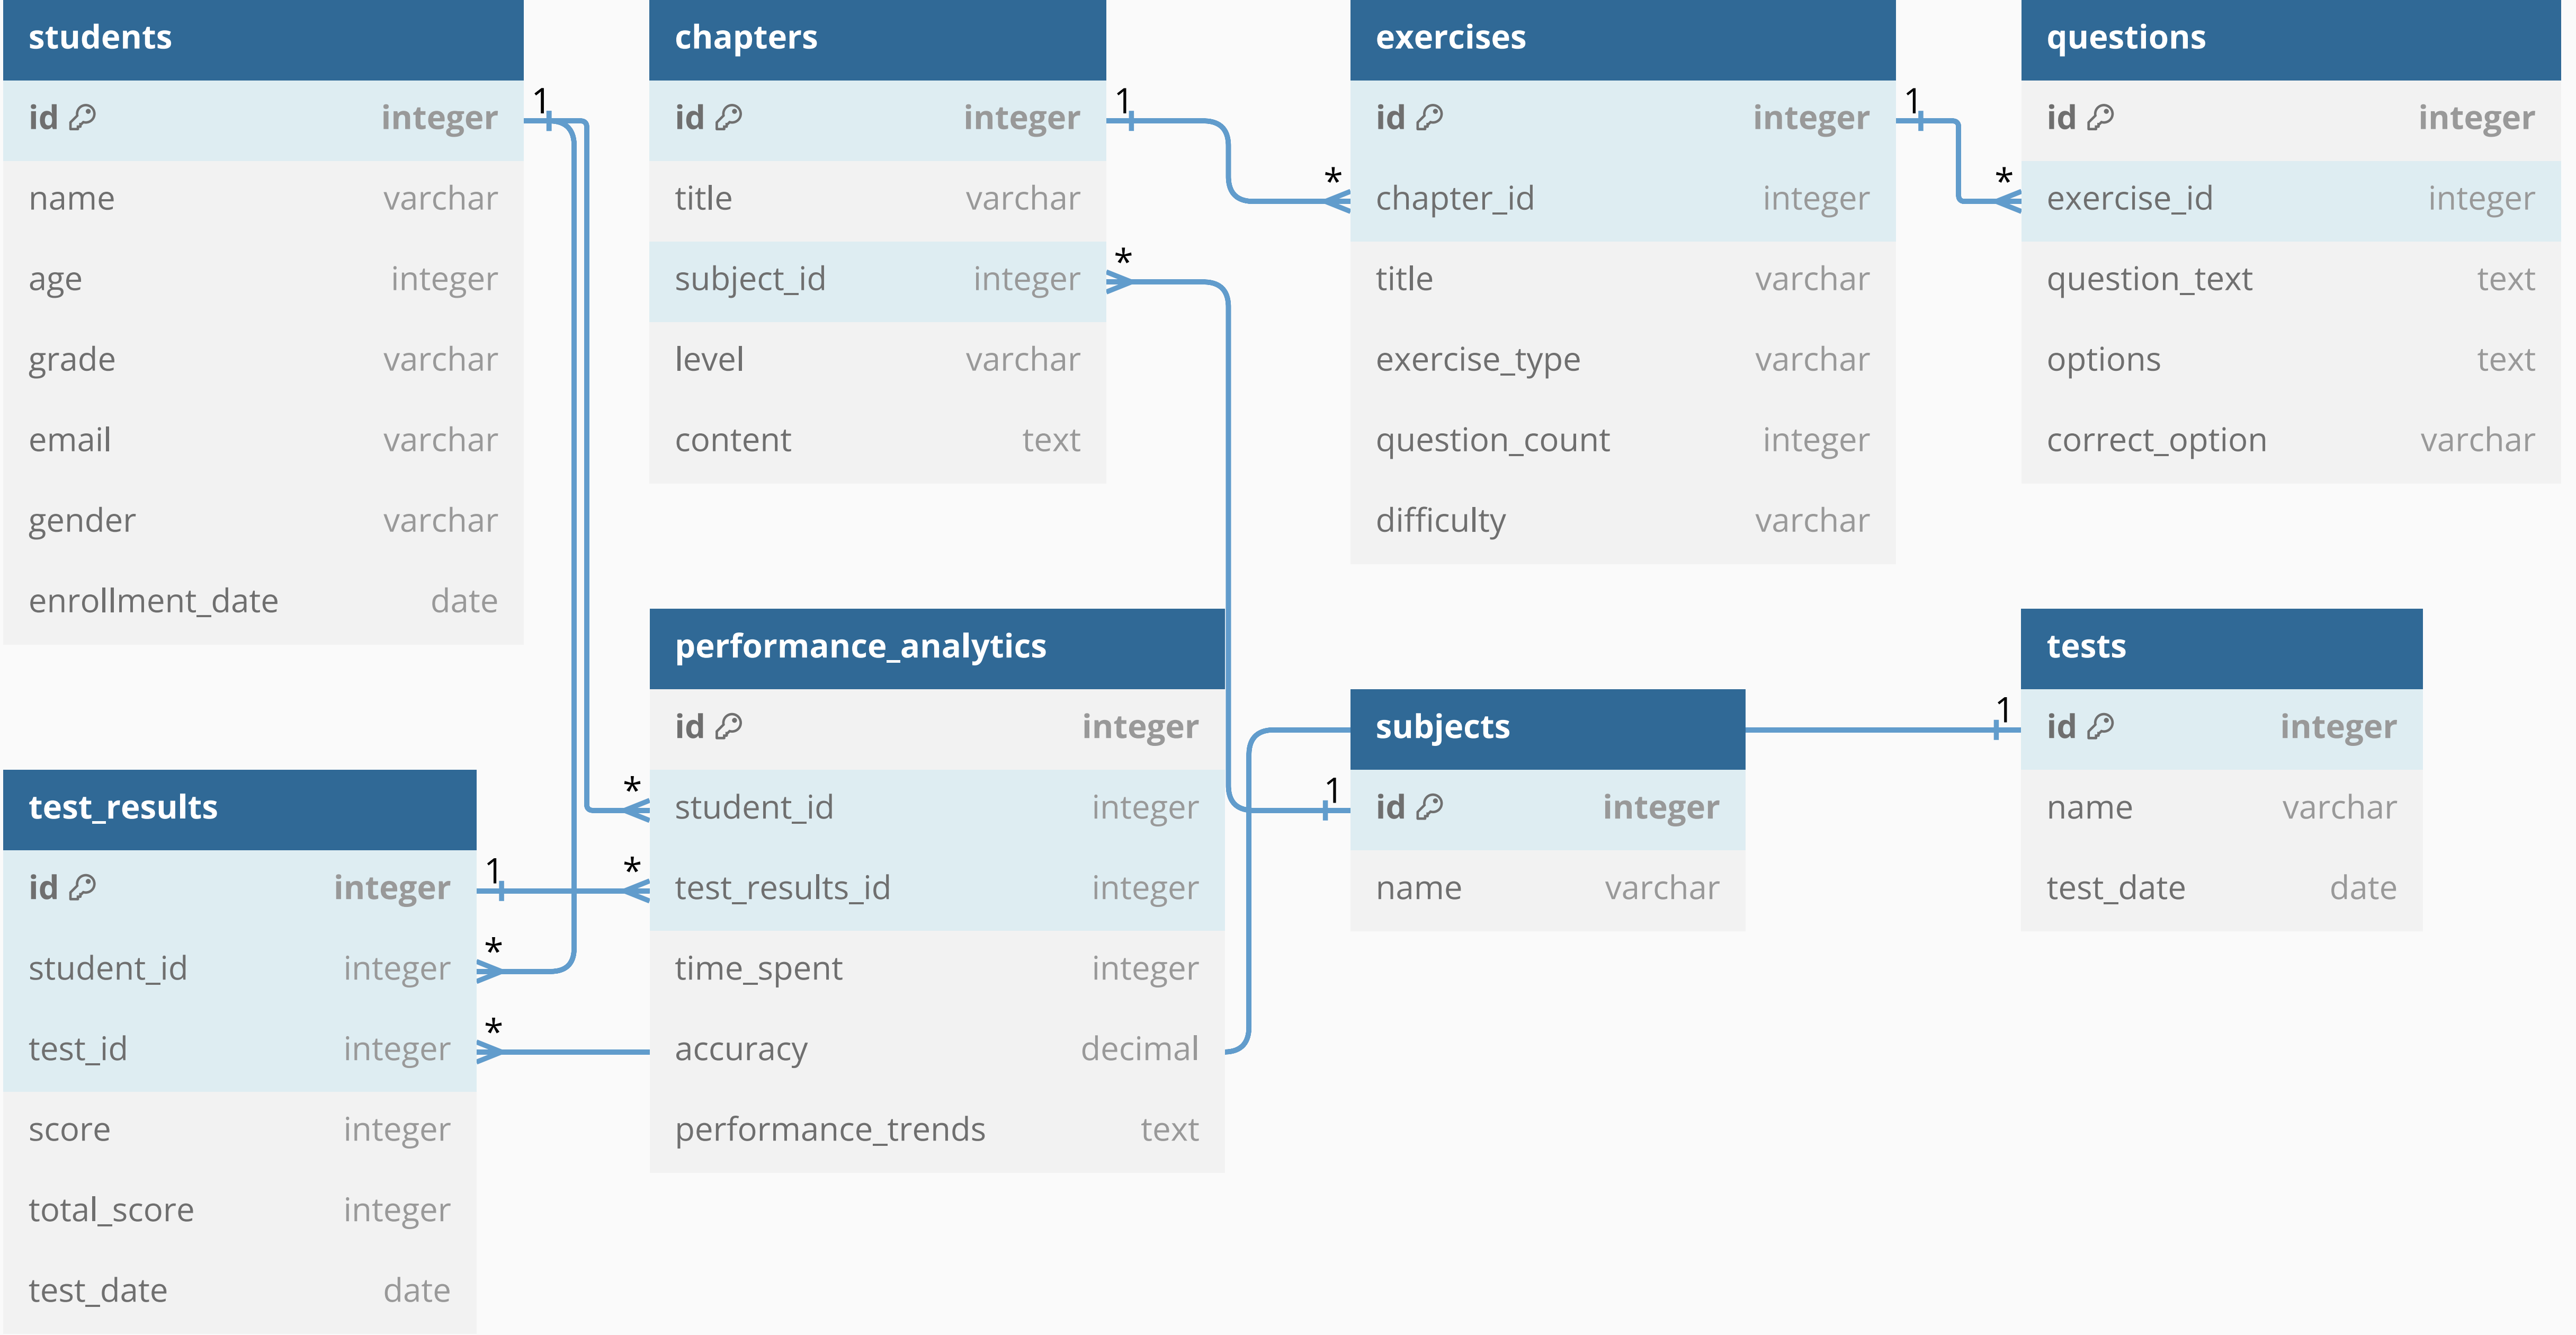 students
id integer
name varchar
age integer
grade varchar
email varchar
gender varchar
enrollment_date date
1
chapters
id integer
title varchar
subject_id integer
level varchar
content text
1
*
exercises
id integer
chapter_id integer
title varchar
exercise_type varchar
question_count integer
difficulty varchar
*
1
questions
id integer
exercise_id integer
question_text text
options text
correct_option varchar
*
test_results
id integer
student_id integer
test_id integer
score integer
total_score integer
test_date date
1
*
*
performance_analytics
id integer
student_id integer
test_results_id integer
time_spent integer
accuracy decimal
performance_trends text
*
*
subjects
id integer
name varchar
1
tests
id integer
name varchar
test_date date
1